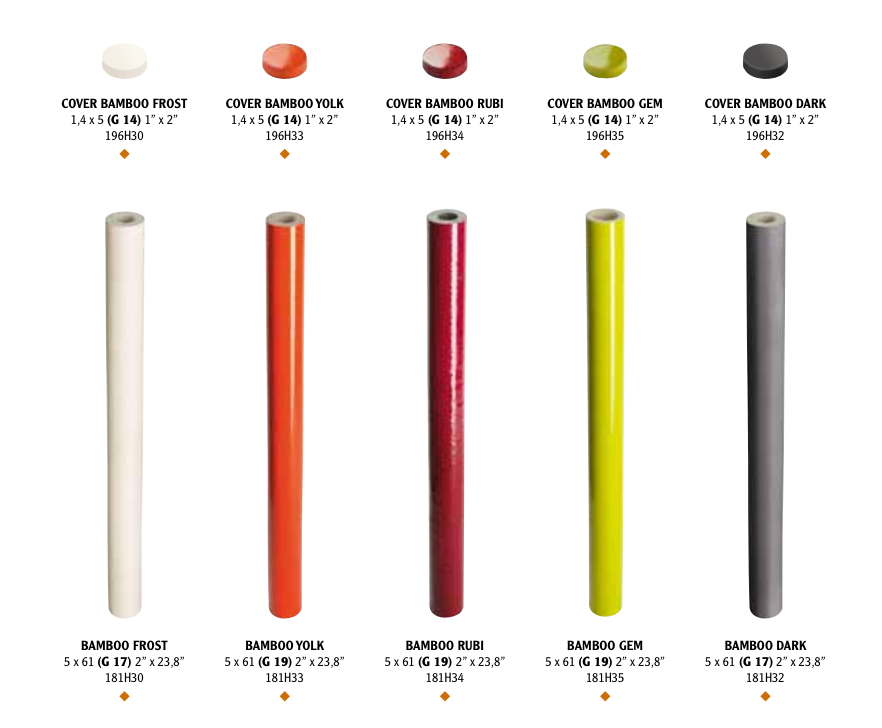 COVER BAMBOO FROST
1,4 x 5 (G 14) 1” x 2”
196H30
COVER BAMBOO YOLK
1,4 x 5 (G 14) 1” x 2”
196H33
COVER BAMBOO RUBI
1,4 x 5 (G 14) 1” x 2”
196H34
COVER BAMBOO GEM
1,4 x 5 (G 14) 1” x 2”
196H35
COVER BAMBOO DARK
1,4 x 5 (G 14) 1” x 2”
196H32
BAMBOO FROST
5 x 61 (G 17) 2” x 23,8”
181H30
BAMBOO YOLK
5 x 61 (G 19) 2” x 23,8”
181H33
BAMBOO RUBI
5 x 61 (G 19) 2” x 23,8”
181H34
BAMBOO GEM
5 x 61 (G 19) 2” x 23,8”
181H35
BAMBOO DARK
5 x 61 (G 17) 2” x 23,8”
181H32